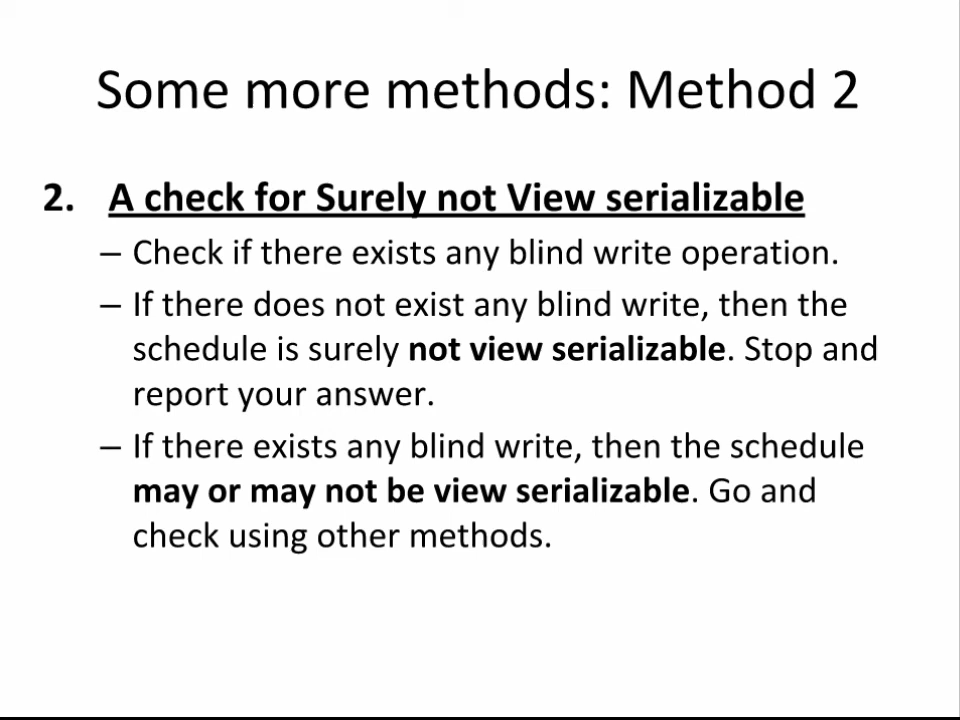 Some more methods: Method 2
2. A check for Surely not View serializable
– Check if there exists any blind write operation.
– If there does not exist any blind write, then the
schedule is surely not view serializable. Stop and
report your answer.
– If there exists any blind write, then the schedule
may or may not be view serializable. Go and
check using other methods.